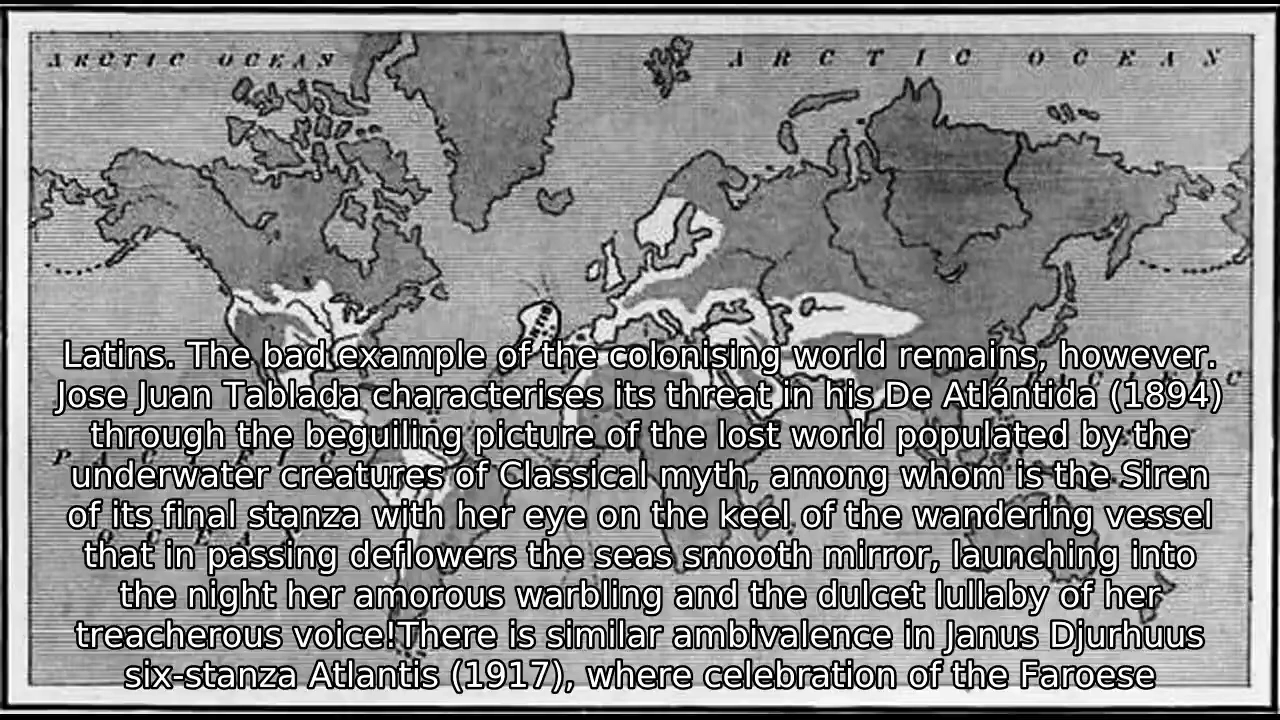 ARCTIC OCEAN
ARCTIC OCEAN
Latins. The bad example of the colonising world remains, however.
Jose Juan Tablada characterises its threat in his De Atlántida (1894)
through the beguiling picture of the lost world populated by the
underwater creatures of Classical myth, among whom is the Siren
of its final stanza with her eye on the keel of the wandering vessel
that in passing deflowers the seas smooth mirror, launching into
the night her amorous warbling and the dulcet lullaby of her
treacherous voice!There is similar ambivalence in Janus Djurhuus
six-stanza Atlantis (1917), where celebration of the Faroese